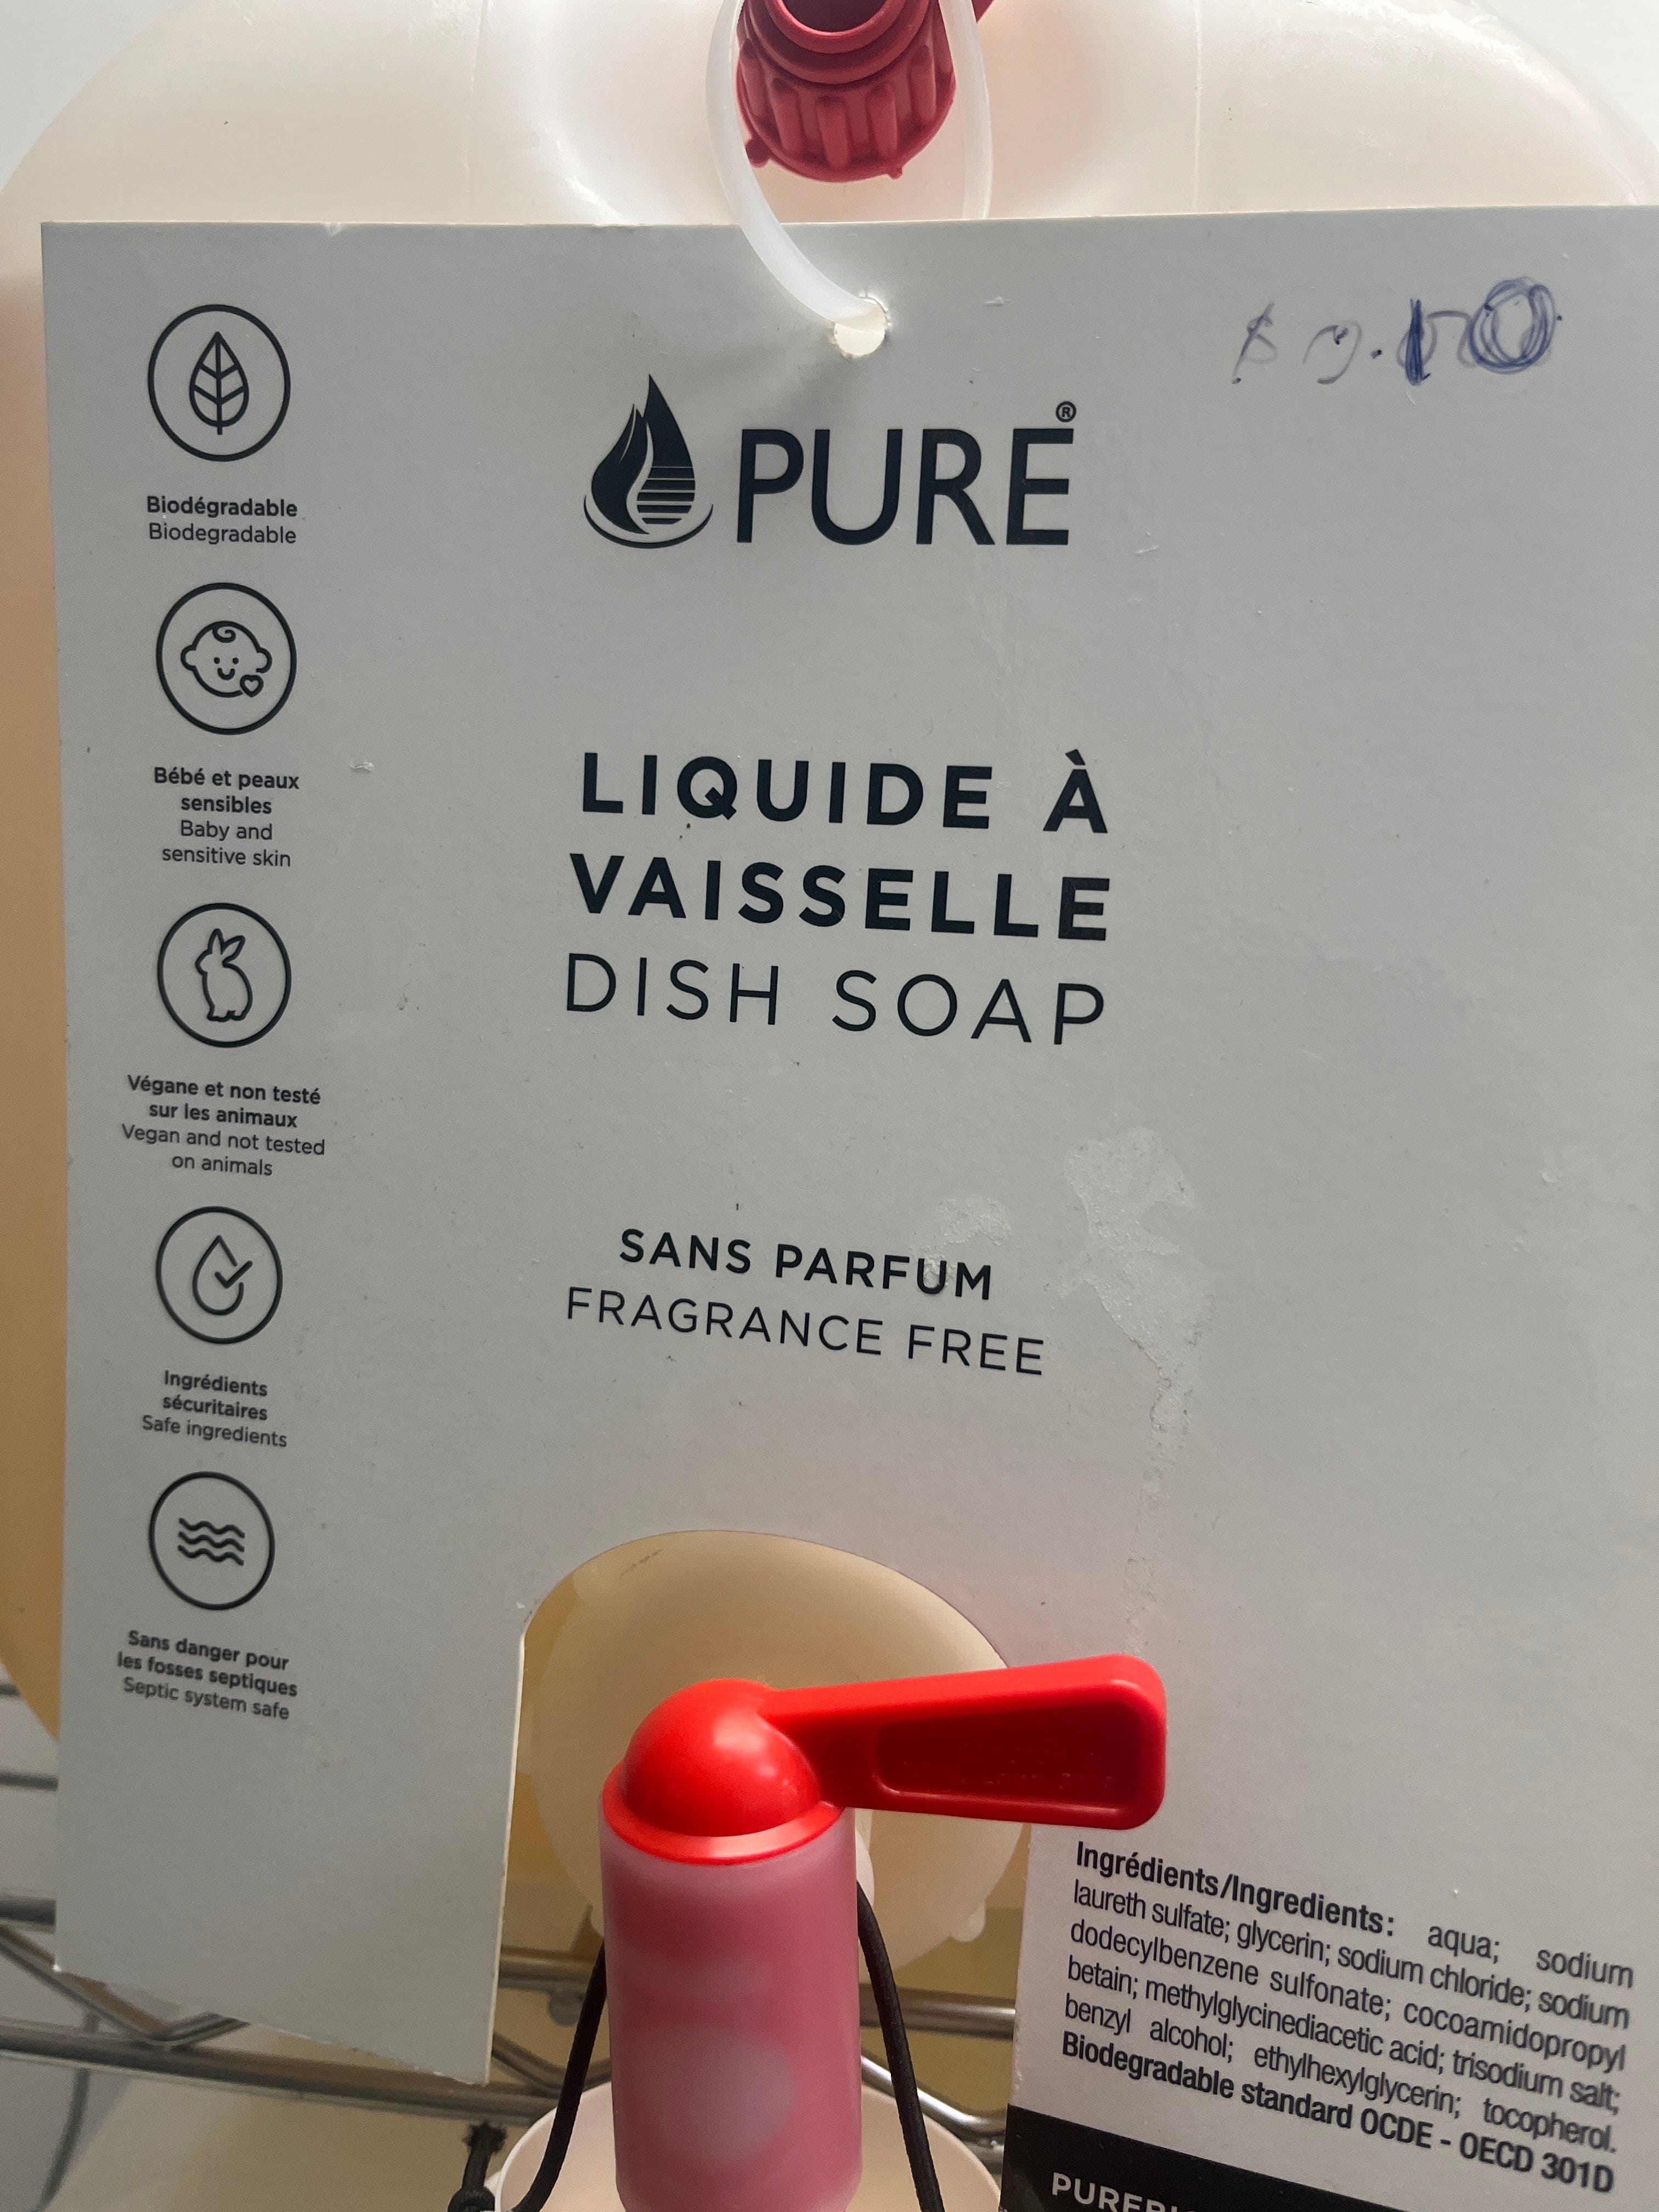 PURE®
LIQUIDE À
VAISSELLE
DISH SOAP
SANS PARFUM
FRAGRANCE FREE
Biodégradable
Biodegradable
Bébé et peaux
sensibles
Baby and
sensitive skin
Végane et non testé
sur les animaux
Vegan and not tested
on animals
Ingrédients
sécuritaires
Safe ingredients
Sans danger pour
les fosses septiques
Septic system safe
Ingrédients/Ingredients: aqua; sodium
laureth sulfate; glycerin; sodium chloride; sodium
dodecylbenzene sulfonate; cocoamidopropyl
betain; methylglycinediacetic acid; trisodium salt;
benzyl alcohol; ethylhexylglycerin; tocopherol.
Biodegradable standard OCDE - OECD 301D